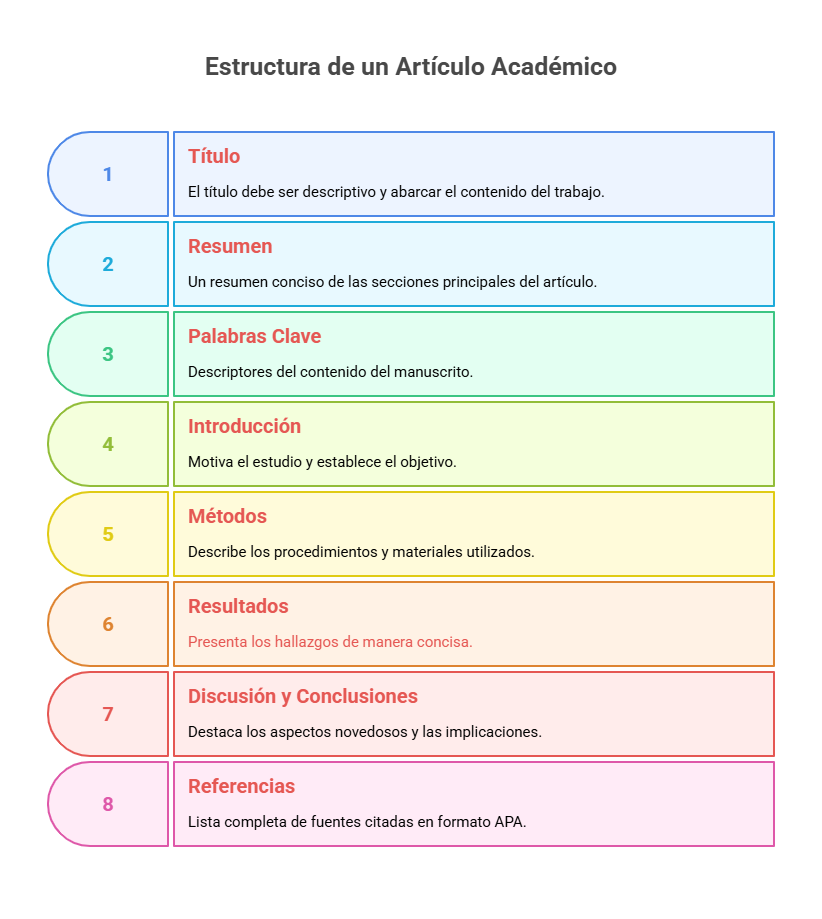 Estructura de un Artículo Académico
1
Título
El título debe ser descriptivo y abarcar el contenido del trabajo.
2
Resumen
Un resumen conciso de las secciones principales del artículo.
3
Palabras Clave
Descriptores del contenido del manuscrito.
4
Introducción
Motiva el estudio y establece el objetivo.
5
Métodos
Describe los procedimientos y materiales utilizados.
6
Resultados
Presenta los hallazgos de manera concisa.
7
Discusión y Conclusiones
Destaca los aspectos novedosos y las implicaciones.
8
Referencias
Lista completa de fuentes citadas en formato APA.